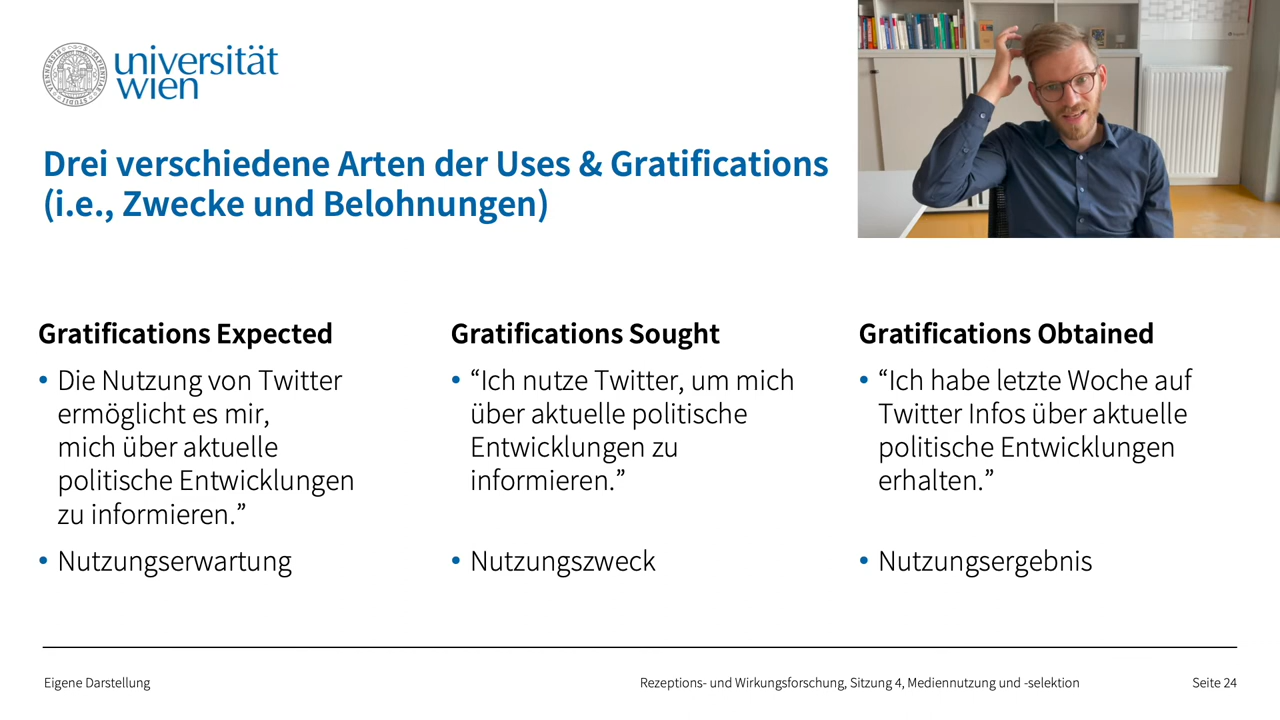 universität
wien
Drei verschiedene Arten der Uses & Gratifications
(i.e., Zwecke und Belohnungen)
Gratifications Expected
• Die Nutzung von Twitter
ermöglicht es mir,
mich über aktuelle
politische Entwicklungen
zu informieren.”
• Nutzungserwartung
Gratifications Sought
• “Ich nutze Twitter, um mich
über aktuelle politische
Entwicklungen zu
informieren.”
• Nutzungszweck
Gratifications Obtained
• “Ich habe letzte Woche auf
Twitter Infos über aktuelle
politische Entwicklungen
erhalten.”
• Nutzungsergebnis
Eigene Darstellung
Rezeptions- und Wirkungsforschung, Sitzung 4, Mediennutzung und -selektion
Seite 24